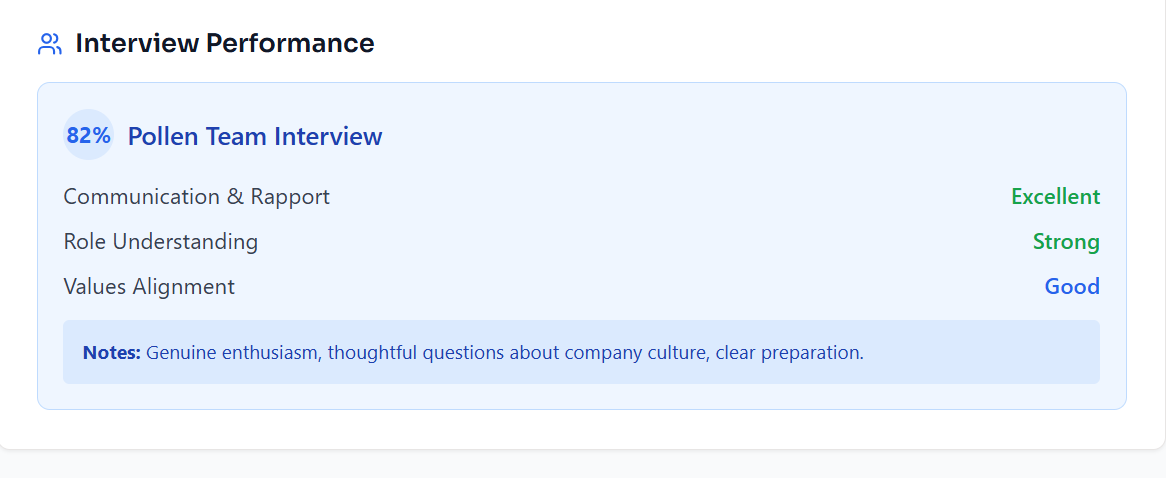 Interview Performance
82% Pollen Team Interview
Communication & Rapport Excellent
Role Understanding Strong
Values Alignment Good
Notes: Genuine enthusiasm, thoughtful questions about company culture, clear preparation.